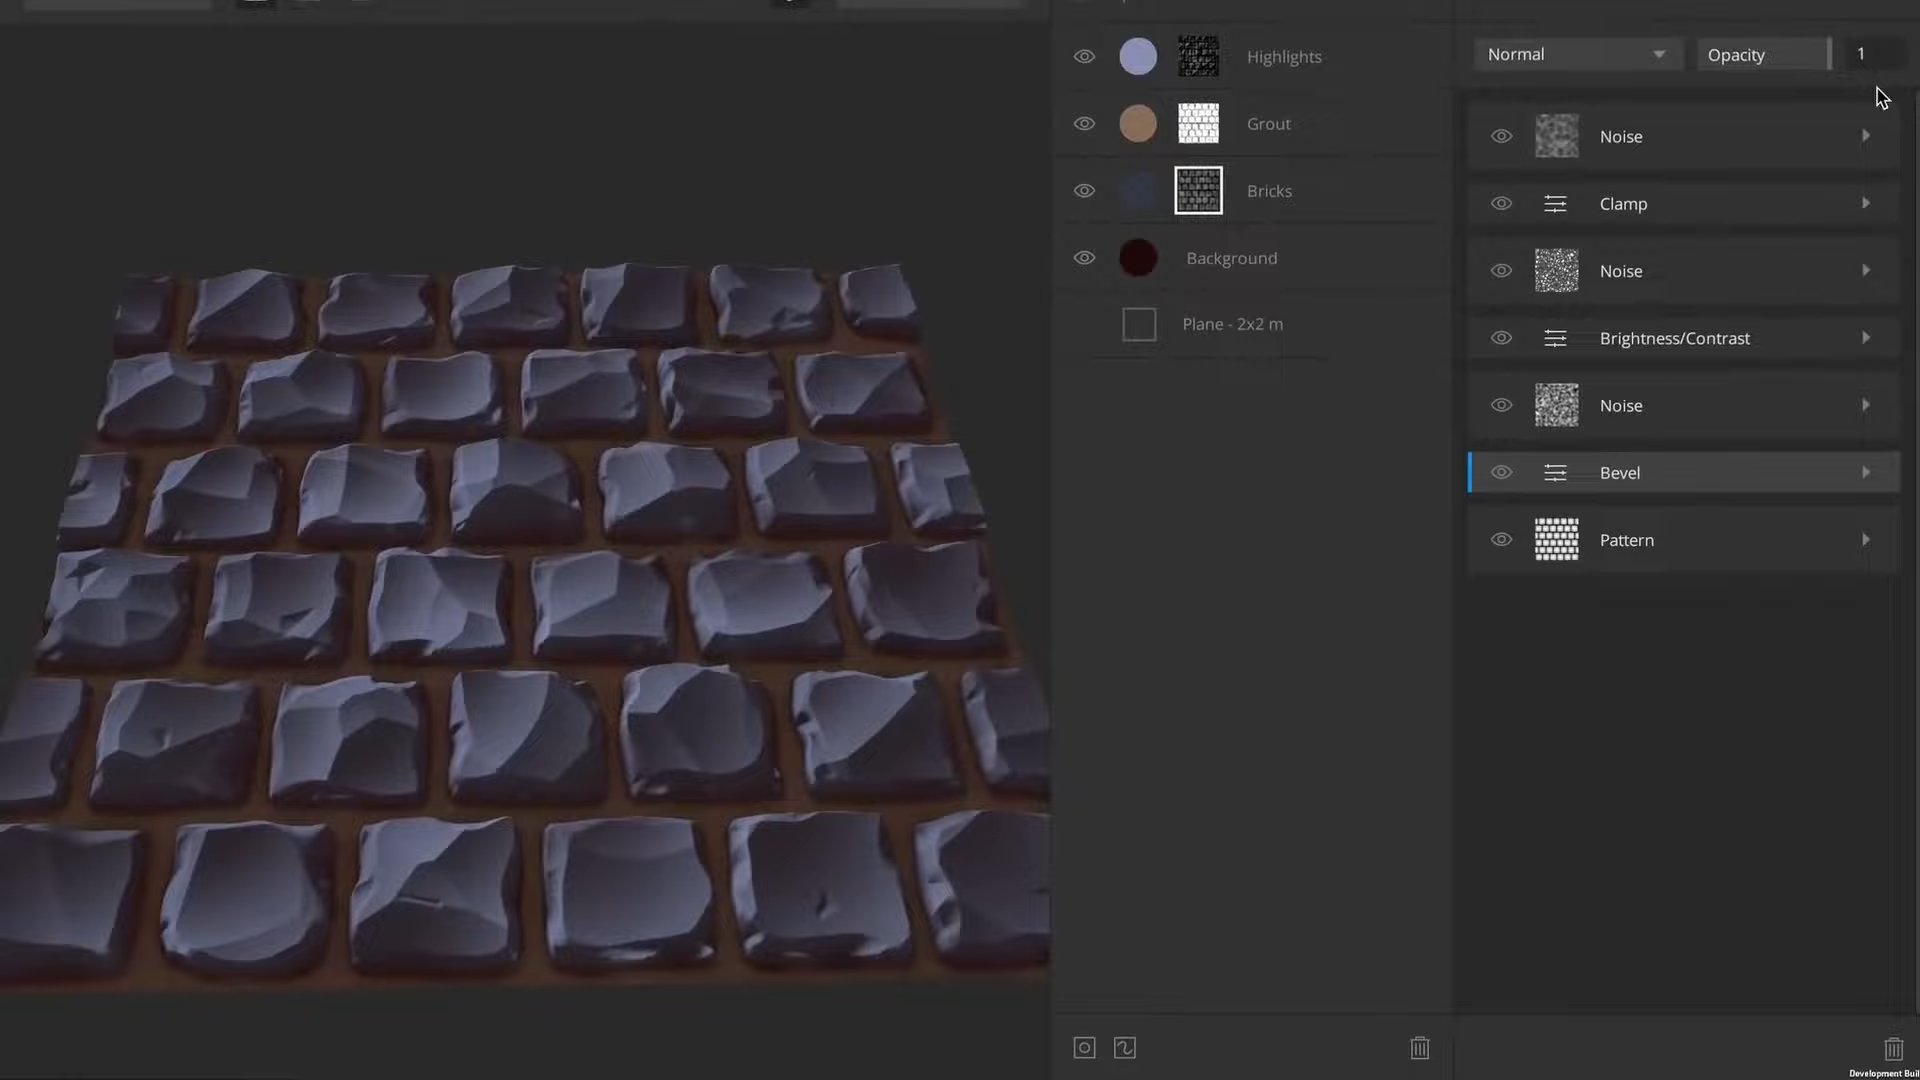 Highlights
Grout
Bricks
Background
Plane - 2x2 m
Normal
Opacity
1
Noise
Clamp
Noise
Brightness/Contrast
Noise
Bevel
Pattern
Development Buil